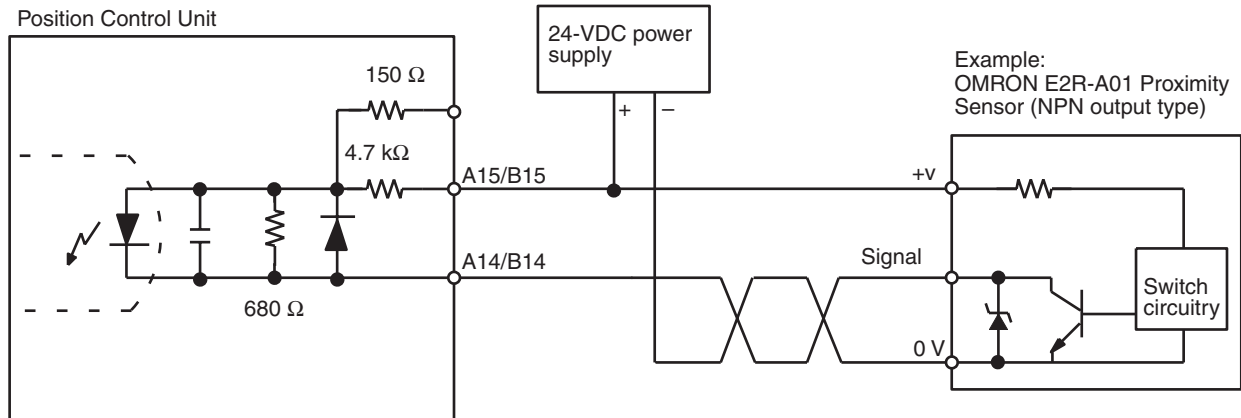 Position Control Unit
24-VDC power
supply
150 Ω
Example:
OMRON E2R-A01 Proximity
Sensor (NPN output type)
+
−
4.7 kΩ
A15/B15
+v
A14/B14
Signal
680 Ω
Switch
circuitry
0 V